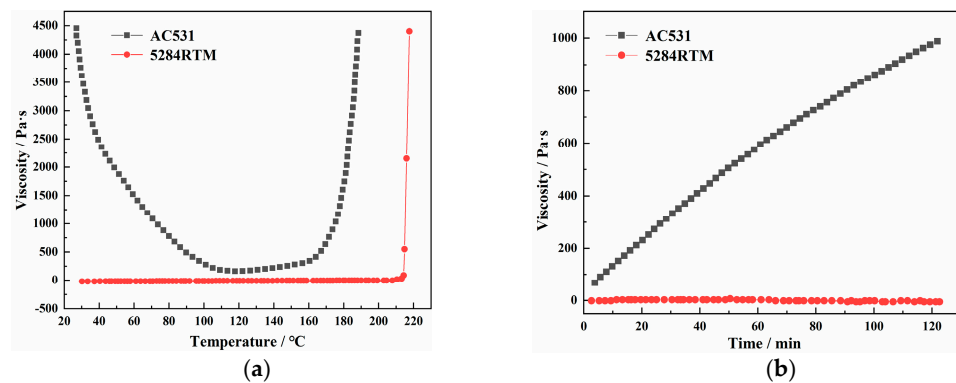 4500
4000
3500
3000
2500
2000
1500
1000
500
0
-500
Viscosity / Pa·s
AC531
5284RTM
20 40 60 80 100 120 140 160 180 200 220
Temperature / °C
(a)
1000
800
600
400
200
0
Viscosity / Pa·s
AC531
5284RTM
0 20 40 60 80 100 120
Time / min
(b)